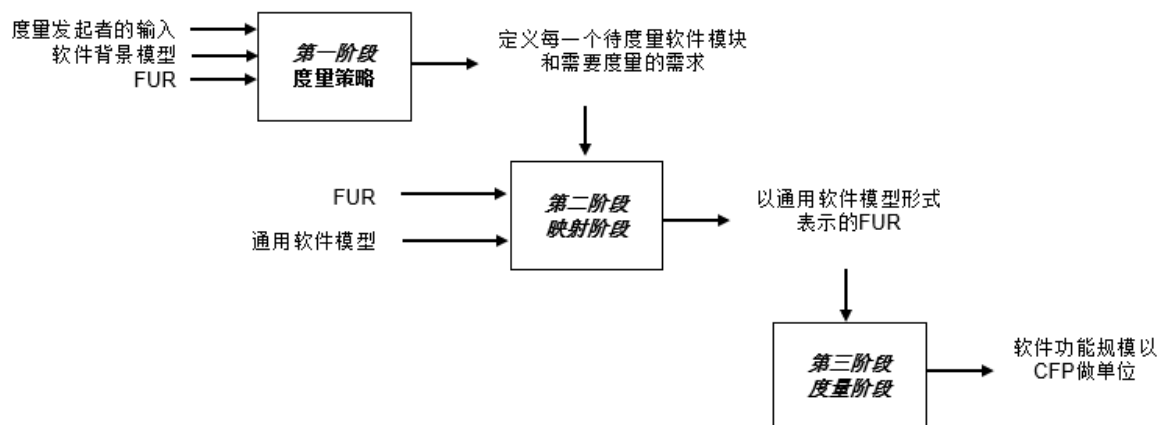 度量发起者的输入
软件背景模型
FUR
第一阶段
度量策略
定义每一个待度量软件模块
和需要度量的需求
FUR
通用软件模型
第二阶段
映射阶段
以通用软件模型形式
表示的FUR
第三阶段
度量阶段
软件功能规模以
CFP做单位